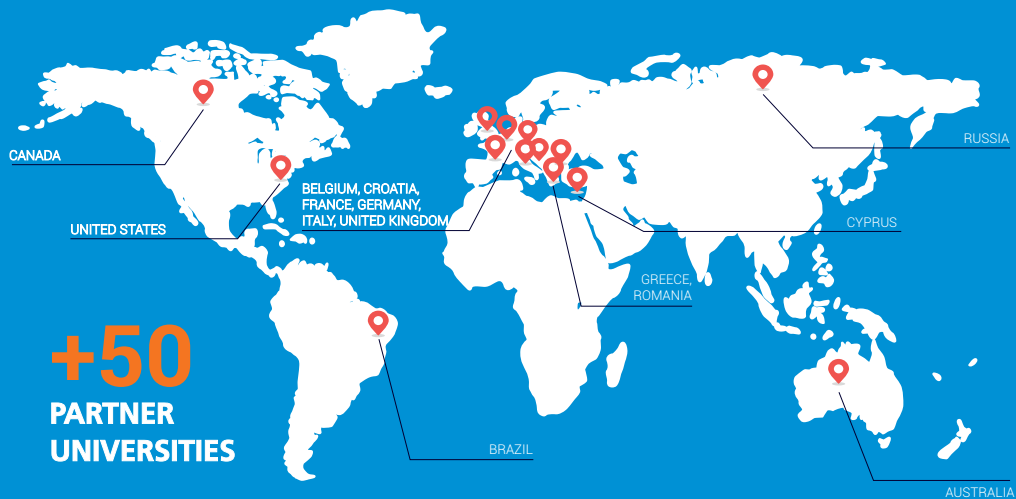 CANADA
UNITED STATES
BELGIUM, CROATIA,
FRANCE, GERMANY,
ITALY, UNITED KINGDOM
RUSSIA
CYPRUS
GREECE,
ROMANIA
+50
PARTNER
UNIVERSITIES
BRAZIL
AUSTRALIA